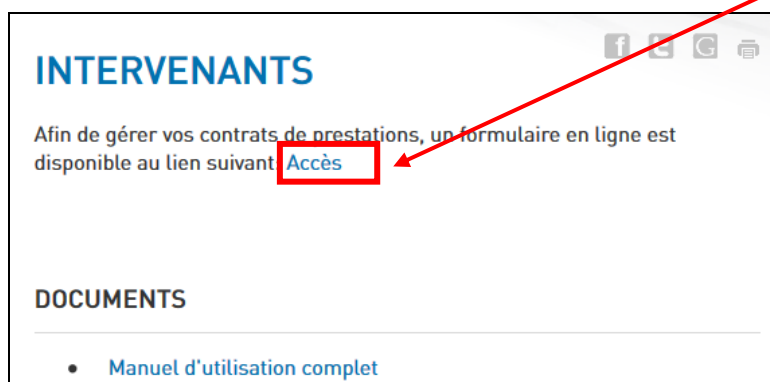 INTERVENANTS
Afin de gérer vos contrats de prestations, un formulaire en ligne est
disponible au lien suivant: Accès
DOCUMENTS
• Manuel d'utilisation complet